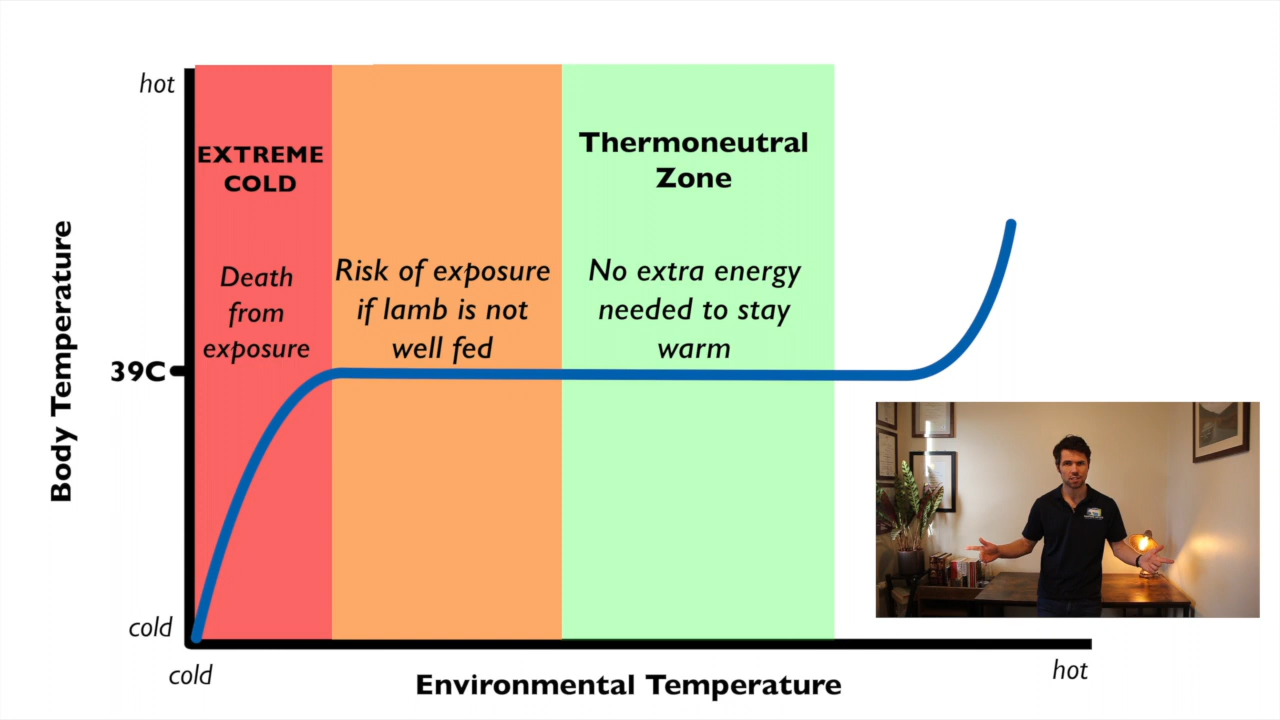 hot
EXTREME
COLD
Death
from
exposure
Risk of exposure
if lamb is not
well fed
Thermoneutral
Zone
No extra energy
needed to stay
warm
Body Temperature
39C
cold
cold
Environmental Temperature
hot